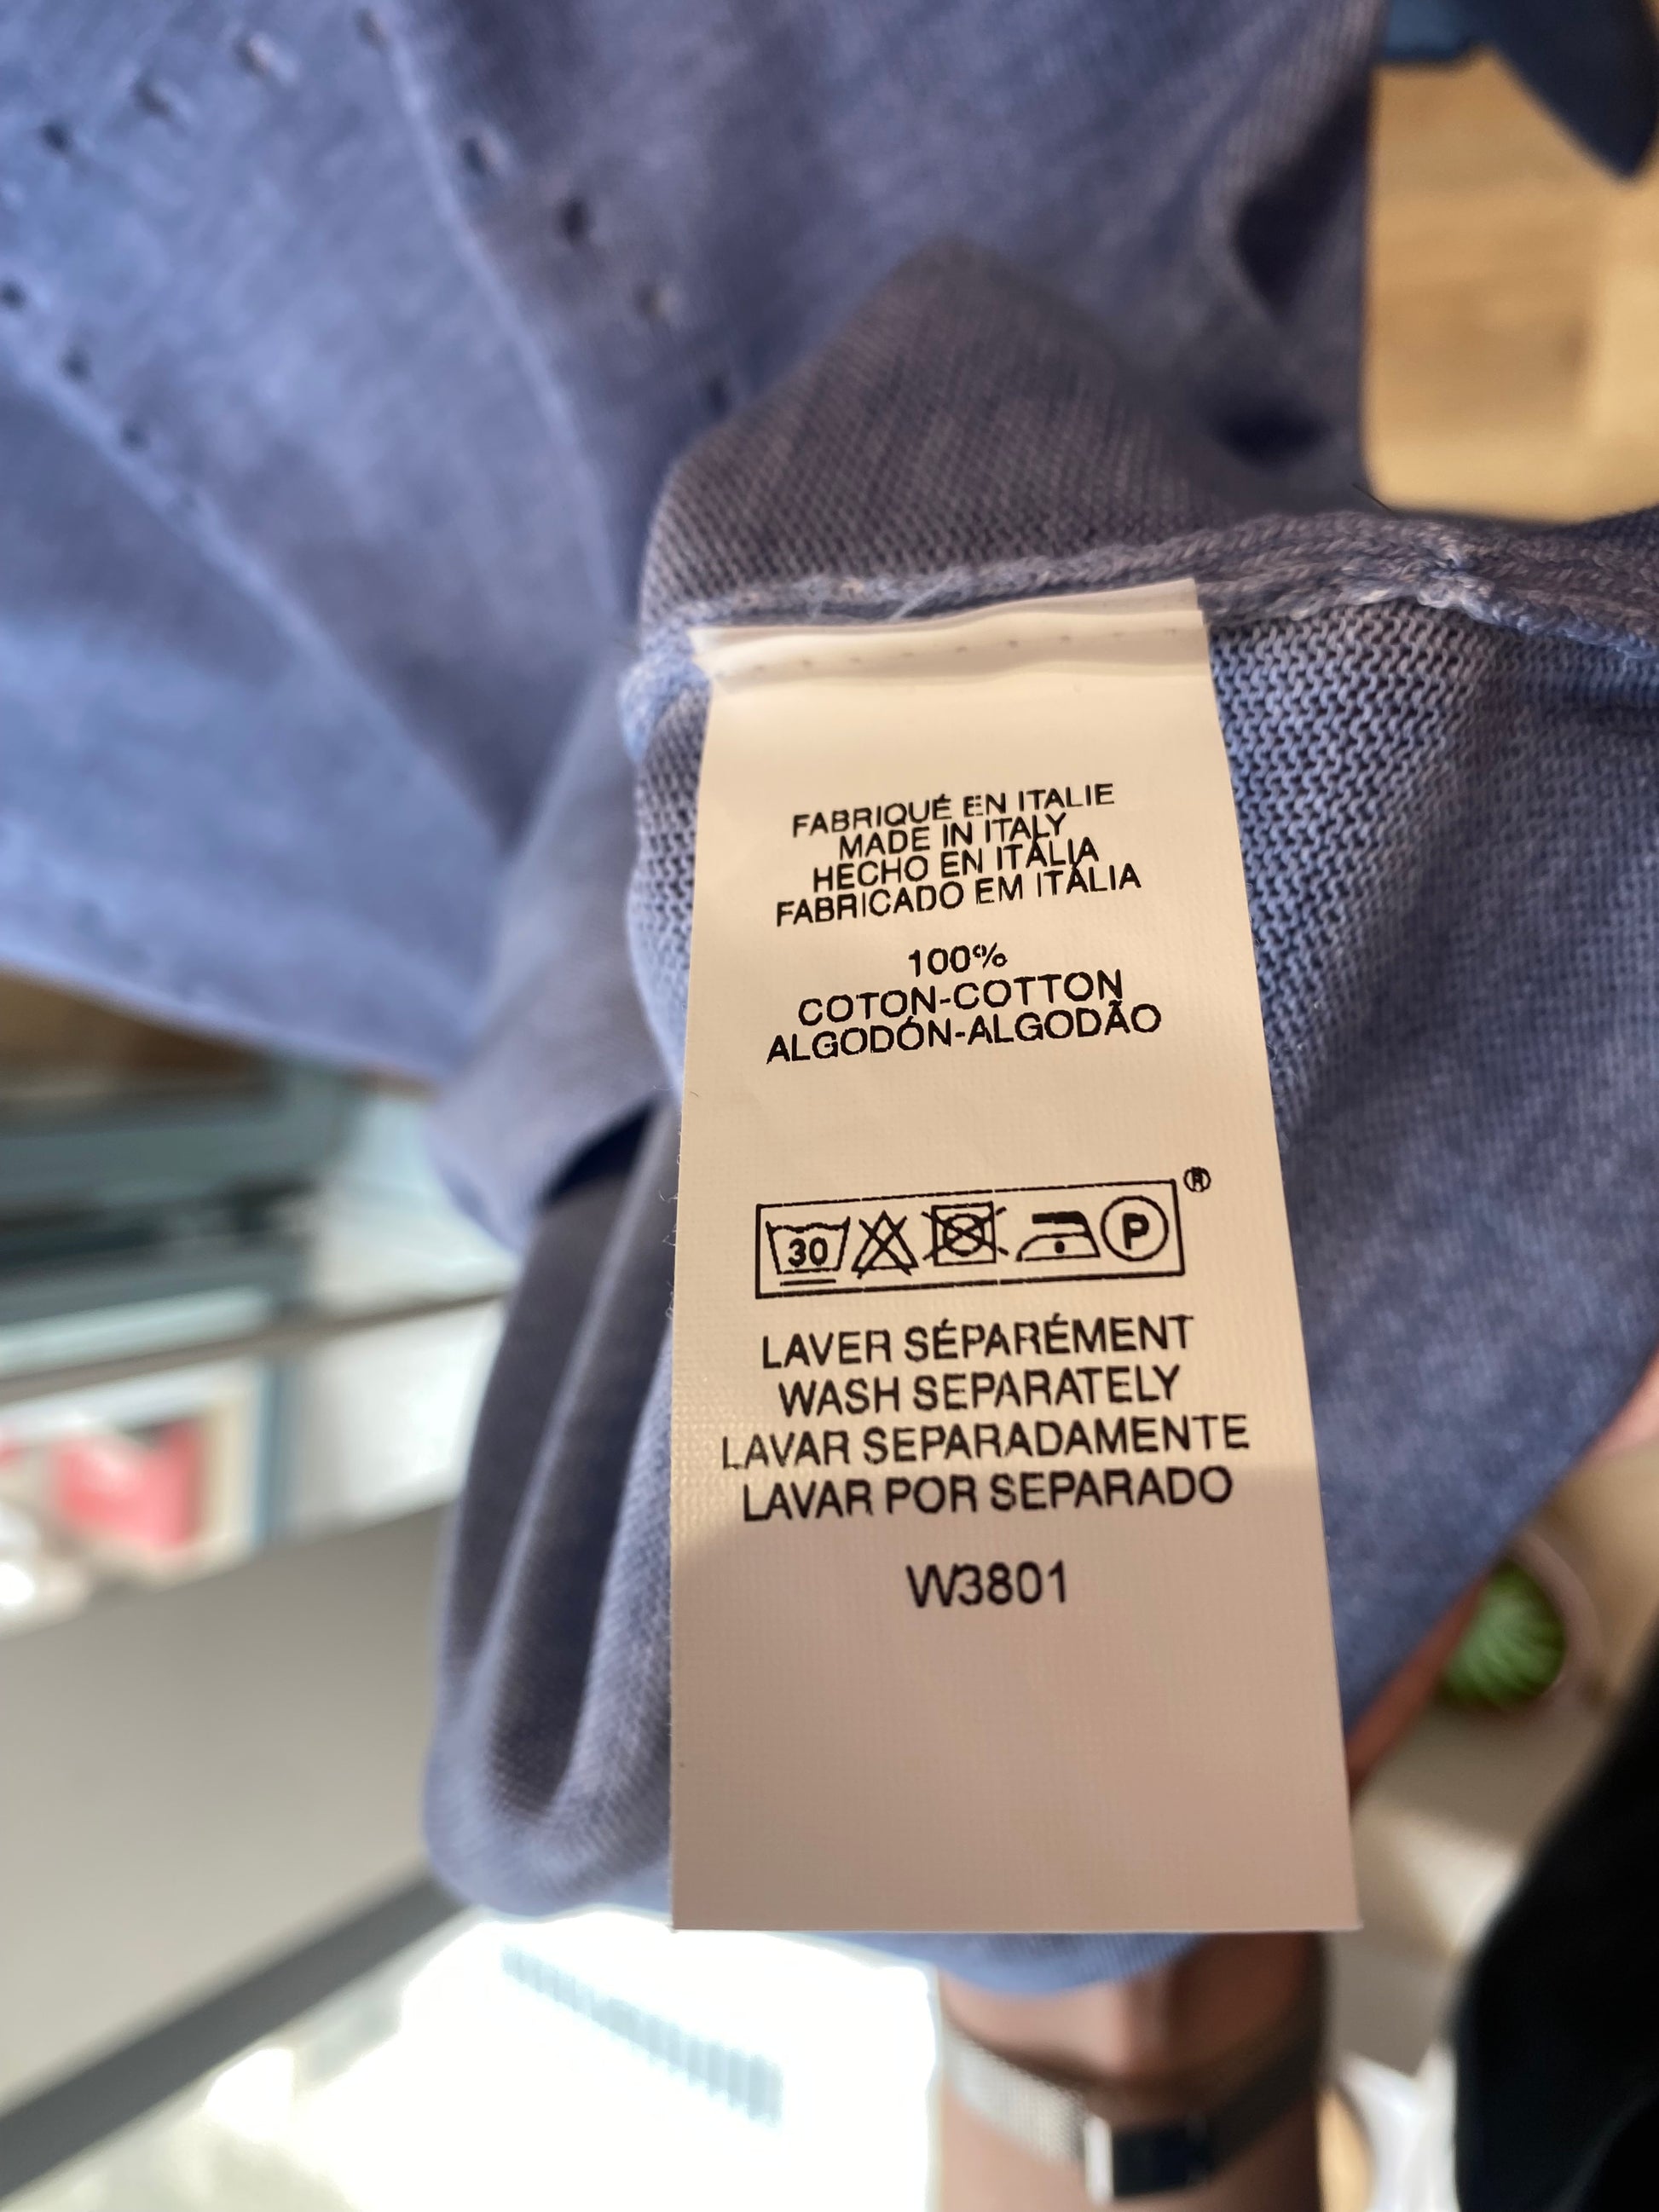 FABRIQUÉ EN ITALIE
MADE IN ITALY
HECHO EN ITÁLIA
FABRICADO EM ITÁLIA
100%
COTON-COTTON
ALGODÓN-ALGODÃO
30 P ®
LAVER SÉPARÉMENT
WASH SEPARATELY
LAVAR SEPARADAMENTE
LAVAR POR SEPARADO
W3801